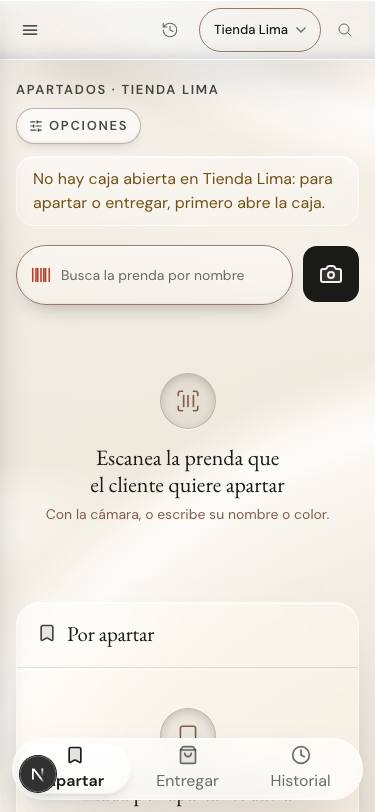 Tienda Lima
APARTADOS · TIENDA LIMA
OPCIONES
No hay caja abierta en Tienda Lima: para
apartar o entregar, primero abre la caja.
Busca la prenda por nombre
Escanea la prenda que
el cliente quiere apartar
Con la cámara, o escribe su nombre o color.
Por apartar
N
partar
Entregar
Historial